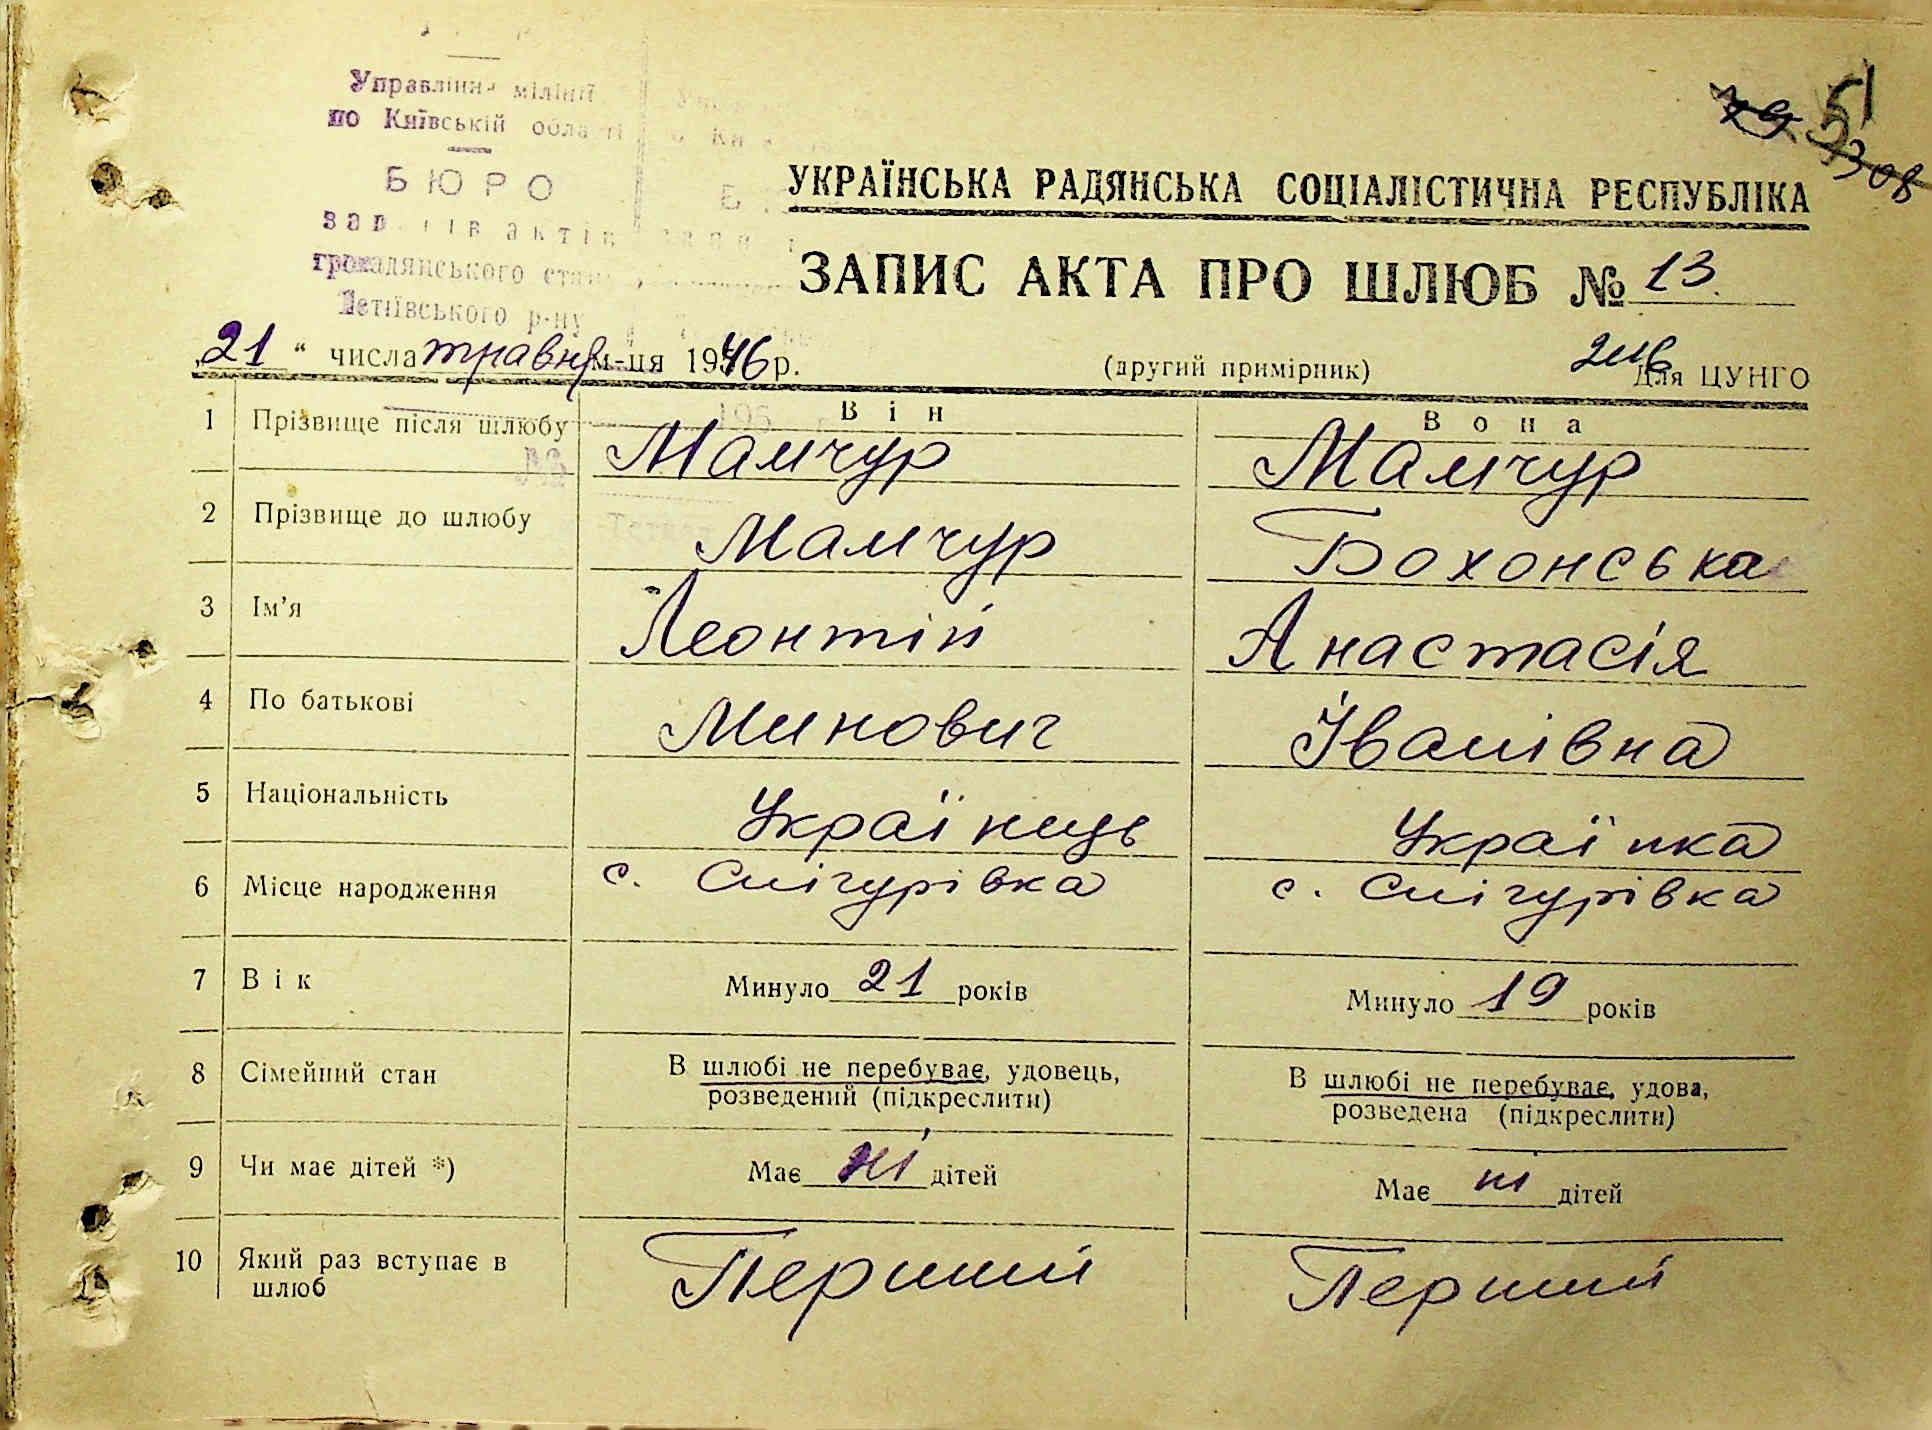 Управління міліції
по Київській області
БЮРО
записів актів
громадянського стану
Тетіївського р-ну
51
УКРАЇНСЬКА РАДЯНСЬКА СОЦІАЛІСТИЧНА РЕСПУБЛІКА
ЗАПИС АКТА ПРО ШЛЮБ № 13.
„21" числа травня м-ця 1946 р. (другий примірник) Для ЦУНГО
Він Вона
1 Прізвище після шлюбу Мамчур Мамчур
2 Прізвище до шлюбу Мамчур Бохонська
3 Ім’я Леонтій Анастасія
4 По батькові Минович Іванівна
5 Національність Українець Українка
6 Місце народження с. Снігурівка с. Снігурівка
7 Вік Минуло 21 років Минуло 19 років
8 Сімейний стан В шлюбі не перебуває, удовець, В шлюбі не перебуває, удова,
розведений (підкреслити) розведена (підкреслити)
9 Чи має дітей *) Має ні дітей Має ні дітей
10 Який раз вступає в Перший Перший
шлюб